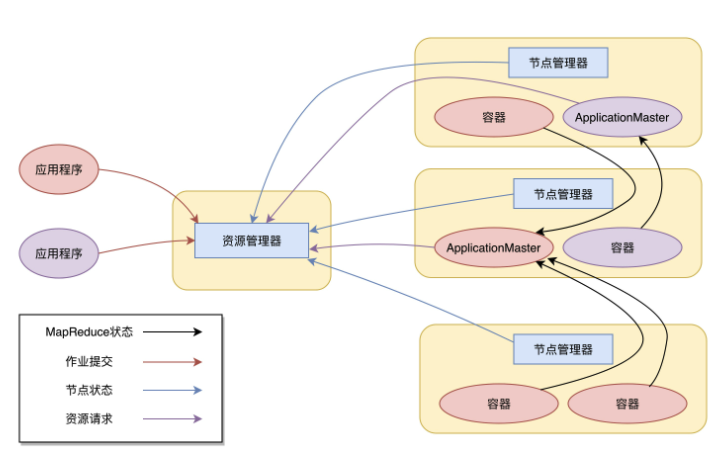 节点管理器
容器
ApplicationMaster
应用程序
节点管理器
资源管理器
ApplicationMaster
容器
应用程序
MapReduce状态
作业提交
节点状态
资源请求
节点管理器
容器
容器